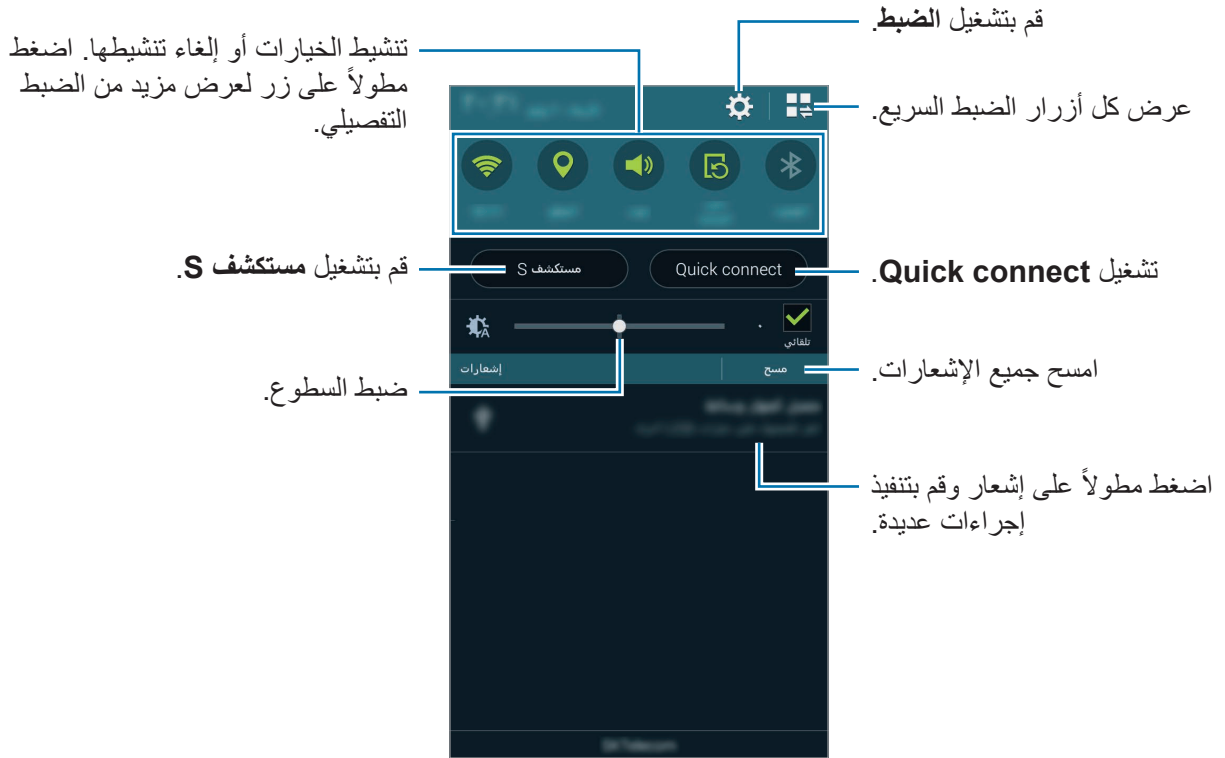 قم بتشغيل الضبط.
تنشيط الخيارات أو إلغاء تنشيطها. اضغط
مطولاً على زر لعرض مزيد من الضبط
التفصيلي.
عرض كل أزرار الضبط السريع.
تشغيل Quick connect.
Quick connect
مستكشف S
قم بتشغيل مستكشف S.
تلقائي
امسح جميع الإشعارات.
مسح
إشعارات
ضبط السطوع.
اضغط مطولاً على إشعار وقم بتنفيذ
إجراءات عديدة.